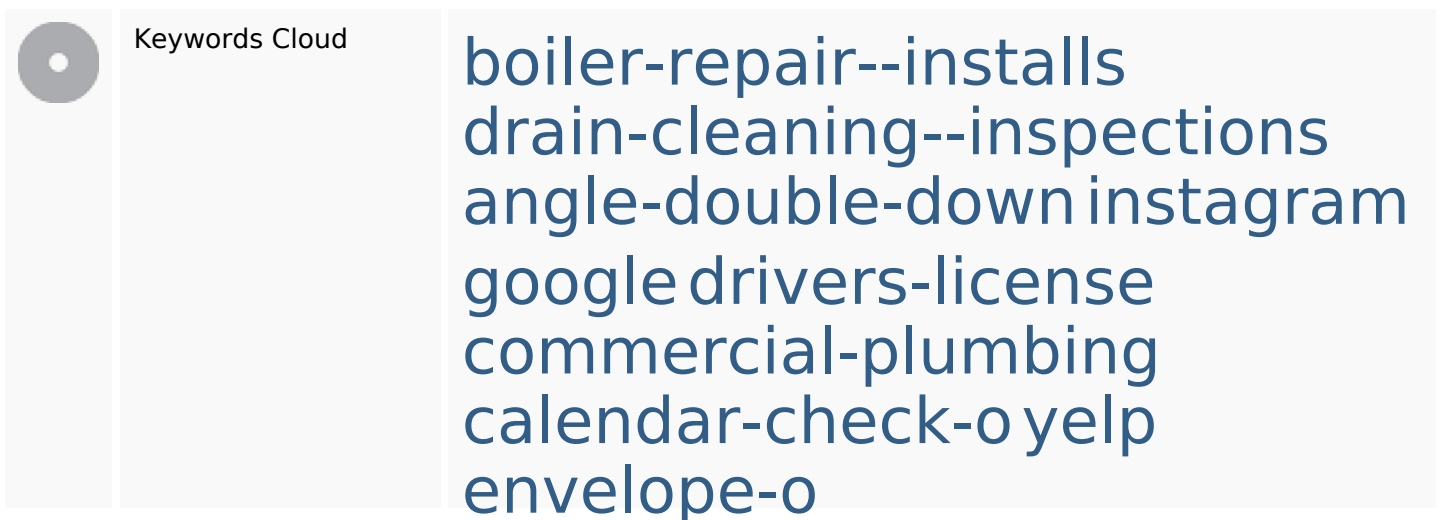 Keywords Cloud
boiler-repair--installs
drain-cleaning--inspections
angle-double-down instagram
google drivers-license
commercial-plumbing
calendar-check-o yelp
envelope-o